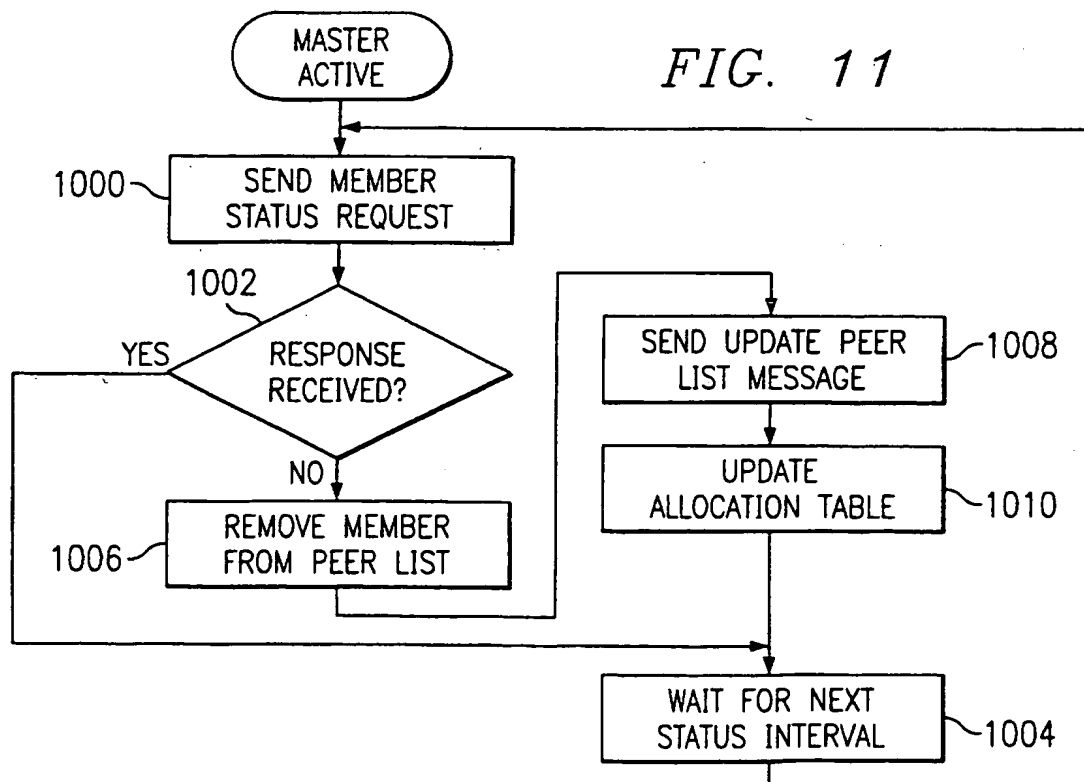 MASTER
ACTIVE
FIG. 11
1000
SEND MEMBER
STATUS REQUEST
1002
YES
RESPONSE
RECEIVED?
NO
1006
REMOVE MEMBER
FROM PEER LIST
SEND UPDATE PEER
LIST MESSAGE
1008
UPDATE
ALLOCATION TABLE
1010
WAIT FOR NEXT
STATUS INTERVAL
1004